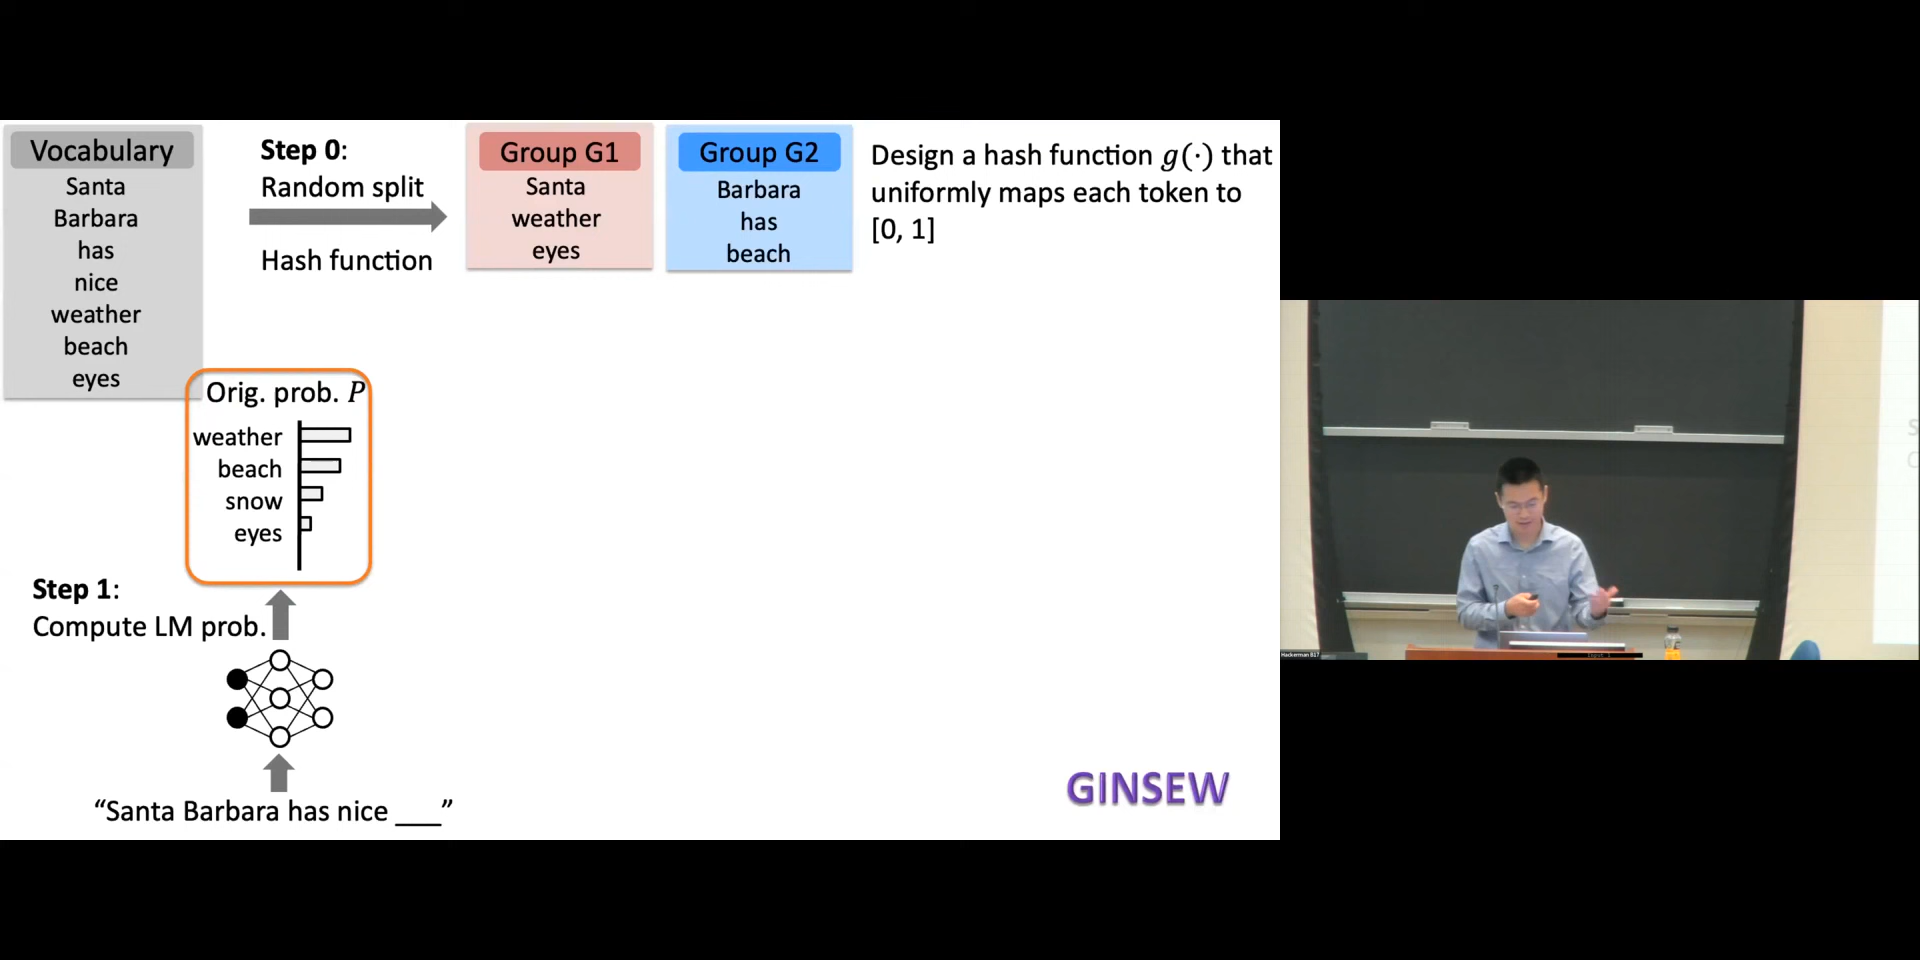 Vocabulary
Santa
Barbara
has
nice
weather
beach
eyes
Step 0:
Random split
Hash function
Group G1
Santa
weather
eyes
Group G2
Barbara
has
beach
Design a hash function g(·) that
uniformly maps each token to
[0, 1]
Orig. prob. P
weather
beach
snow
eyes
Step 1:
Compute LM prob.
“Santa Barbara has nice ___”
GINSEW
Hackerman B17